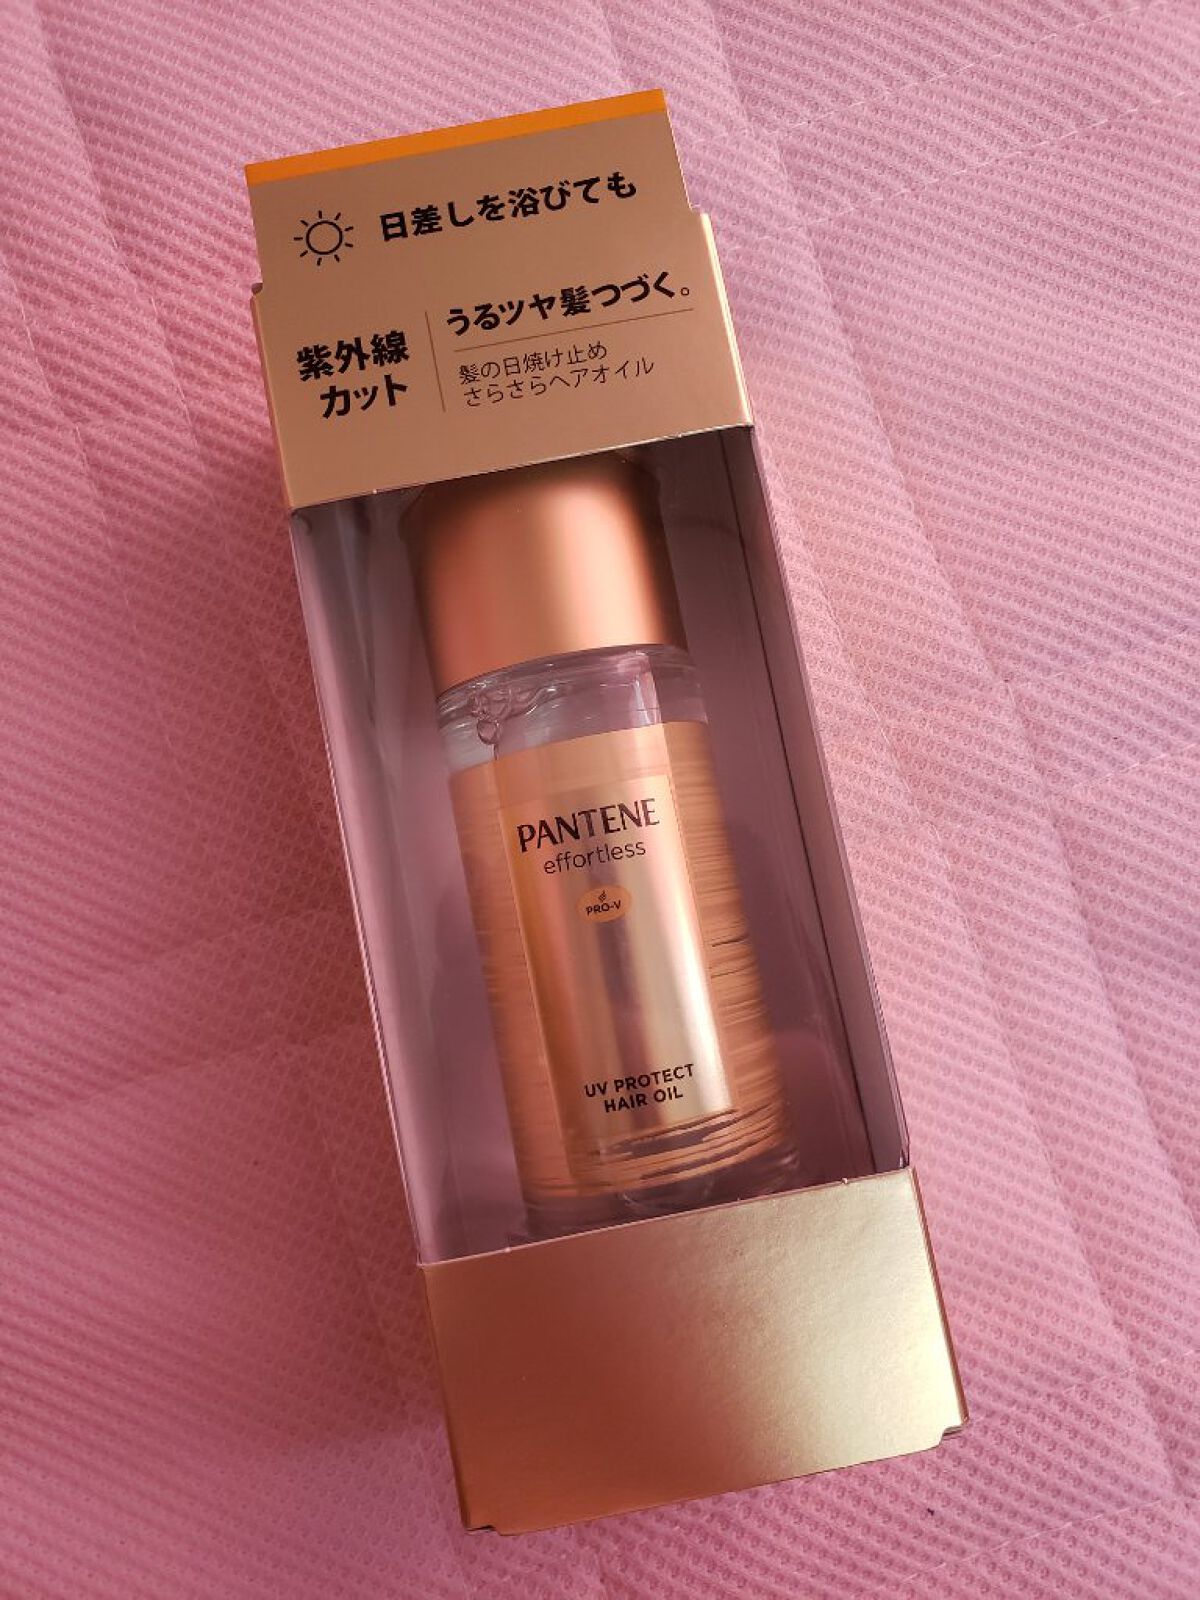 日差しを浴びても
紫外線
カット
うるツヤ髪つづく。
髪の日焼け止め
さらさらヘアオイル
PANTENE
effortless
PRO-V
UV PROTECT
HAIR OIL